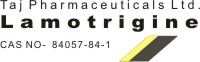 Taj Pharmaceuticals Ltd.
Lamotrigine
CAS NO- 84057-84-1